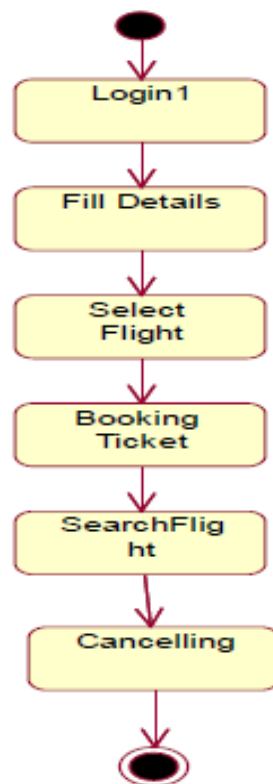 Login1
Fill Details
Select
Flight
Booking
Ticket
SearchFlig
ht
Cancelling